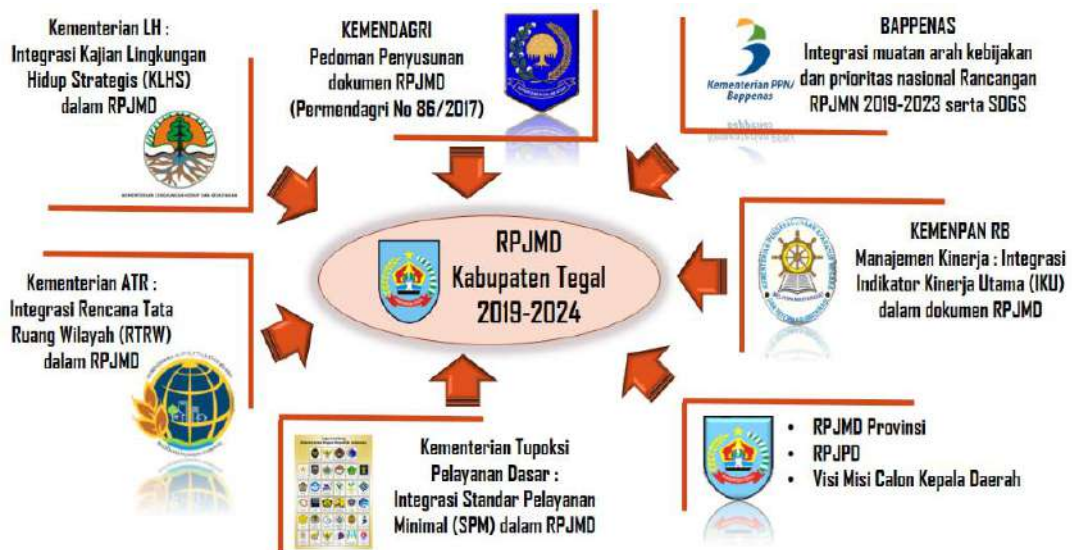 Kementerian LH :
Integrasi Kajian Lingkungan
Hidup Strategis (KLHS)
dalam RPJMD
KEMENDAGRI
Pedoman Penyusunan
dokumen RPJMD
(Permendagri No 86/2017)
Kementerian PPN/
Bappenas
BAPPENAS
Integrasi muatan arah kebijakan
dan prioritas nasional Rancangan
RPJMN 2019-2023 serta SDGS
RPJMD
Kabupaten Tegal
2019-2024
KEMENPAN RB
Manajemen Kinerja : Integrasi
Indikator Kinerja Utama (IKU)
dalam dokumen RPJMD
Kementerian ATR :
Integrasi Rencana Tata
Ruang Wilayah (RTRW)
dalam RPJMD
Kementerian Tupoksi
Pelayanan Dasar :
Integrasi Standar Pelayanan
Minimal (SPM) dalam RPJMD
• RPJMD Provinsi
• RPJPD
• Visi Misi Calon Kepala Daerah